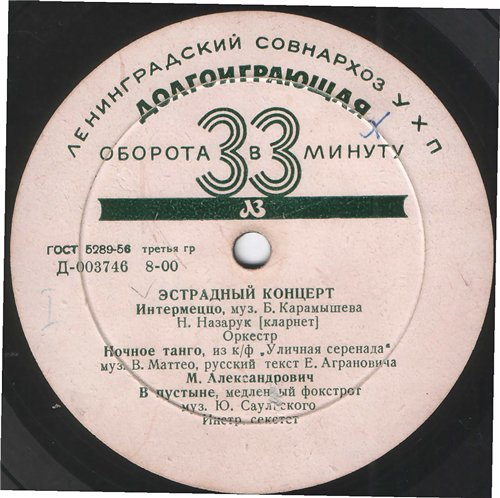 ЛЕНИНГРАДСКИЙ СОВНАРХОЗ УХП
ДОЛГОИГРАЮЩАЯ
33
ОБОРОТА В МИНУТУ
ЛЗ
ГОСТ 5289-56 третья гр
Д-003746 8-00
ЭСТРАДНЫЙ КОНЦЕРТ
Интермеццо, муз. Б. Карамышева
Н. Назарук [кларнет]
Оркестр
Ночное танго, из к/ф „Уличная серенада"
муз. В. Маттео, русский текст Е. Аграновича
М. Александрович
В пустыне, медленный фокстрот
муз. Ю. Саульского
Инстр. секстет